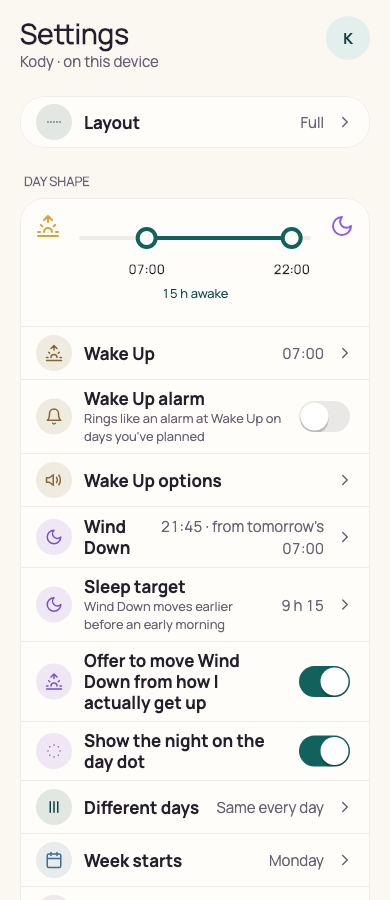 Settings
K
Kody · on this device
Layout
Full
DAY SHAPE
07:00
22:00
15 h awake
Wake Up
07:00
Wake Up alarm
Rings like an alarm at Wake Up on
days you've planned
Wake Up options
Wind
Down
21:45 · from tomorrow's
07:00
Sleep target
Wind Down moves earlier
before an early morning
9 h 15
Offer to move Wind
Down from how I
actually get up
Show the night on the
day dot
Different days
Same every day
Week starts
Monday